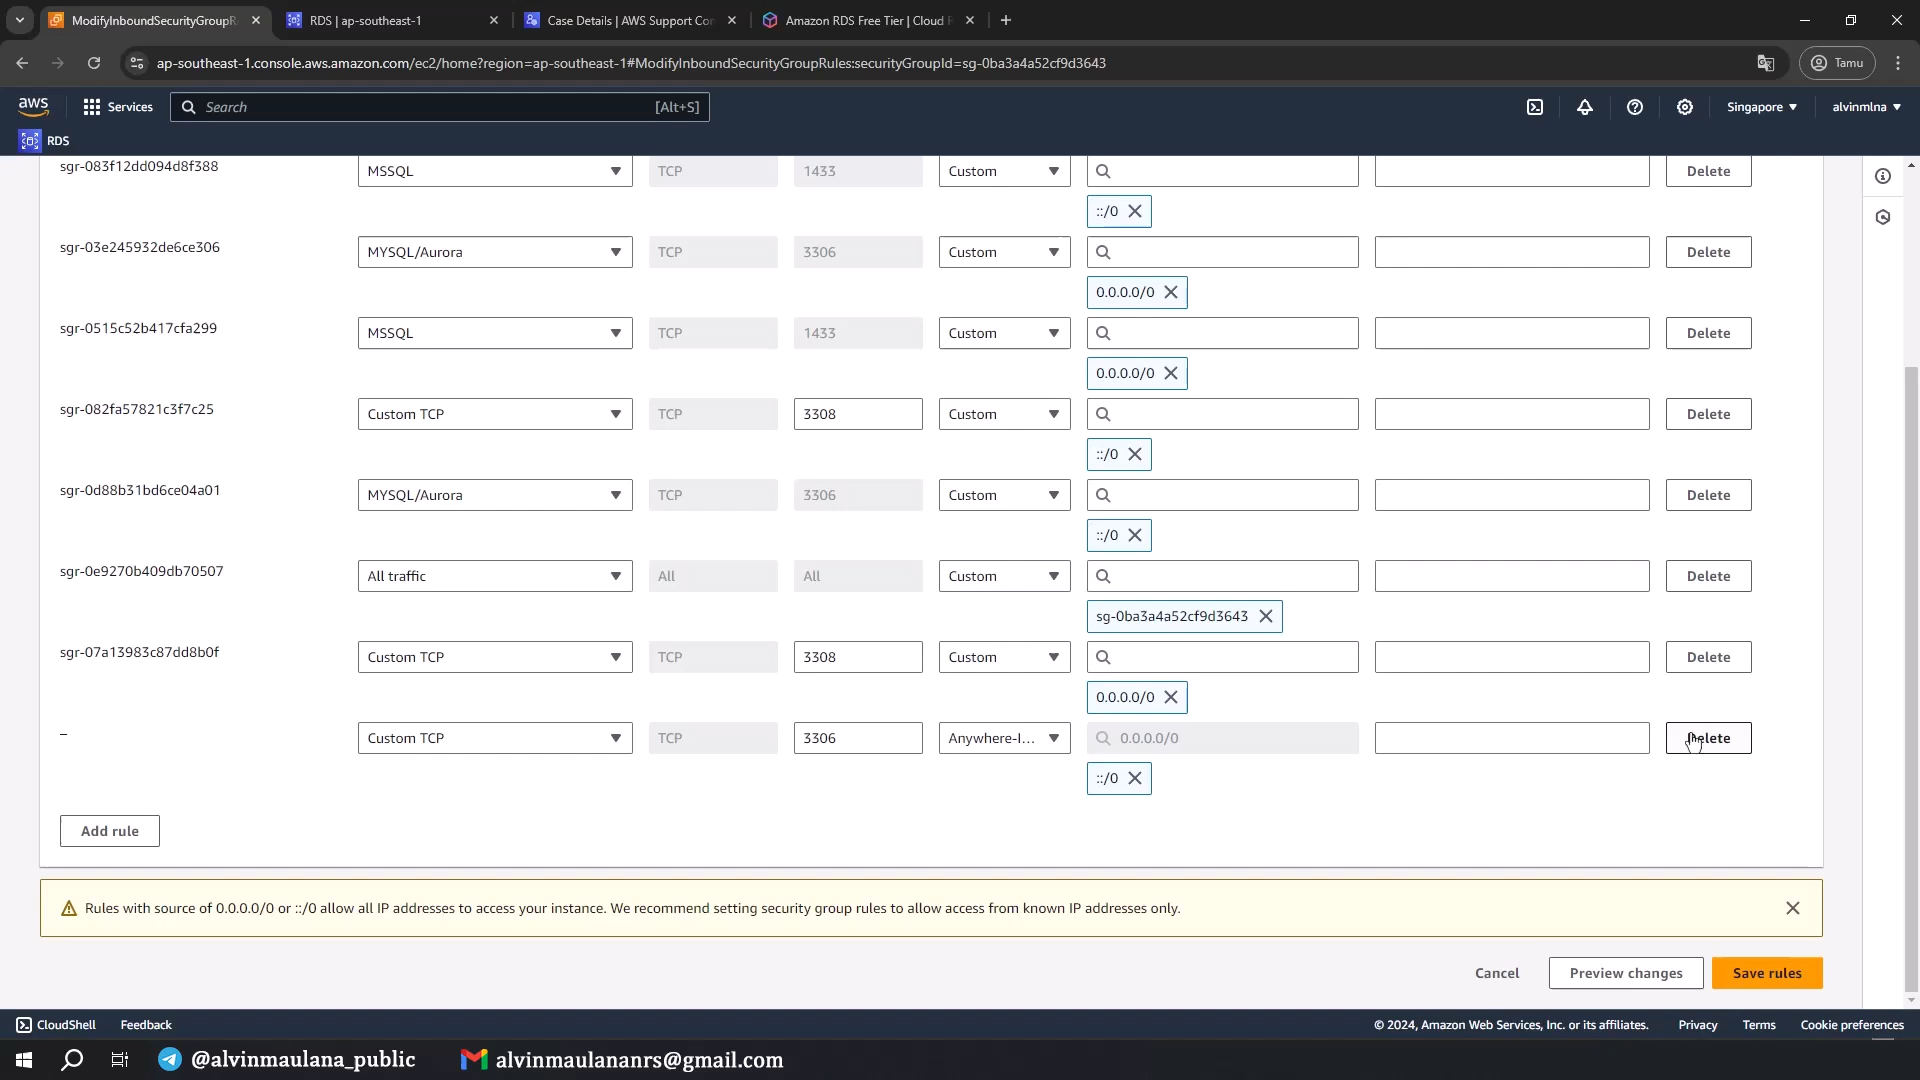 ModifyInboundSecurityGroupR
RDS | ap-southeast-1
Case Details | AWS Support Co
Amazon RDS Free Tier | Cloud
ap-southeast-1.console.aws.amazon.com/ec2/home?region=ap-southeast-1#ModifyInboundSecurityGroupRules:securityGroupId=sg-0ba3a4a52cf9d3643
Tamu
aws
Services
Search
[Alt+S]
Singapore
alvinmlna
RDS
sgr-083f12dd094d8f388 MSSQL TCP 1433 Custom Delete
::/0
sgr-03e245932de6ce306 MYSQL/Aurora TCP 3306 Custom Delete
0.0.0.0/0
sgr-0515c52b417cfa299 MSSQL TCP 1433 Custom Delete
0.0.0.0/0
sgr-082fa57821c3f7c25 Custom TCP TCP 3308 Custom Delete
::/0
sgr-0d88b31bd6ce04a01 MYSQL/Aurora TCP 3306 Custom Delete
::/0
sgr-0e9270b409db70507 All traffic All All Custom Delete
sg-0ba3a4a52cf9d3643
sgr-07a13983c87dd8b0f Custom TCP TCP 3308 Custom Delete
0.0.0.0/0
– Custom TCP TCP 3306 Anywhere-I... 0.0.0.0/0 Delete
::/0
Add rule
Rules with source of 0.0.0.0/0 or ::/0 allow all IP addresses to access your instance. We recommend setting security group rules to allow access from known IP addresses only.
Cancel
Preview changes
Save rules
CloudShell
Feedback
© 2024, Amazon Web Services, Inc. or its affiliates.
Privacy
Terms
Cookie preferences
@alvinmaulana_public
alvinmaulananrs@gmail.com